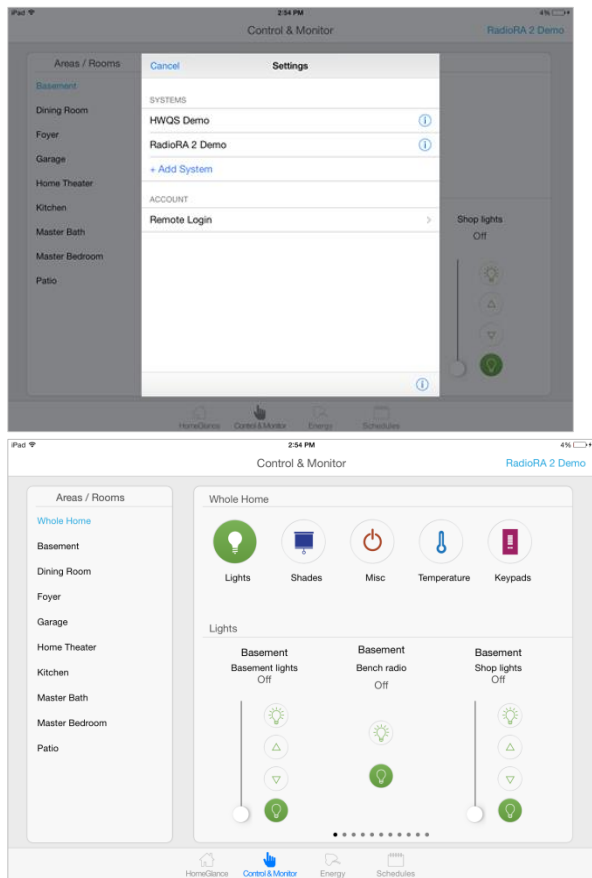 iPad 2:54 PM 4%
Control & Monitor RadioRA 2 Demo
Areas / Rooms
Basement
Dining Room
Foyer
Garage
Home Theater
Kitchen
Master Bath
Master Bedroom
Patio
Cancel Settings
SYSTEMS
HWQS Demo
RadioRA 2 Demo
+ Add System
ACCOUNT
Remote Login
Shop lights
Off
HomeGlance Control & Monitor Energy Schedules
iPad 2:54 PM 4%
Control & Monitor RadioRA 2 Demo
Areas / Rooms
Whole Home
Basement
Dining Room
Foyer
Garage
Home Theater
Kitchen
Master Bath
Master Bedroom
Patio
Whole Home
Lights Shades Misc Temperature Keypads
Lights
Basement Basement Basement
Basement lights Bench radio Shop lights
Off Off Off
HomeGlance Control & Monitor Energy Schedules